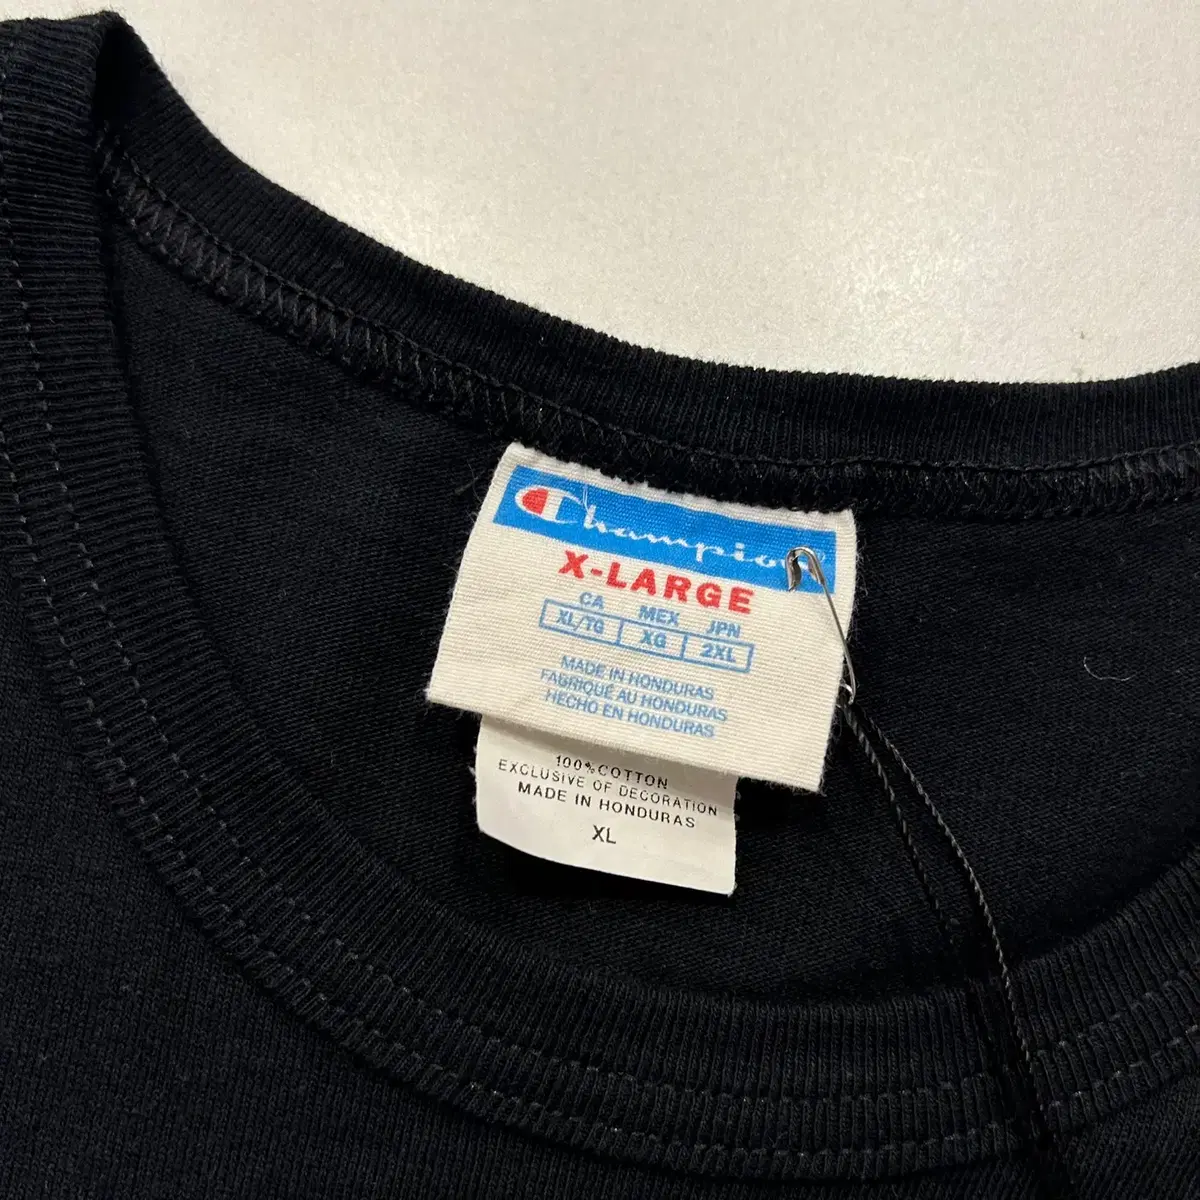 Champion
X-LARGE
CA MEX JPN
XL/TG XG 2XL
MADE IN HONDURAS
FABRIQUÉ AU HONDURAS
HECHO EN HONDURAS
100%COTTON
EXCLUSIVE OF DECORATION
MADE IN HONDURAS
XL